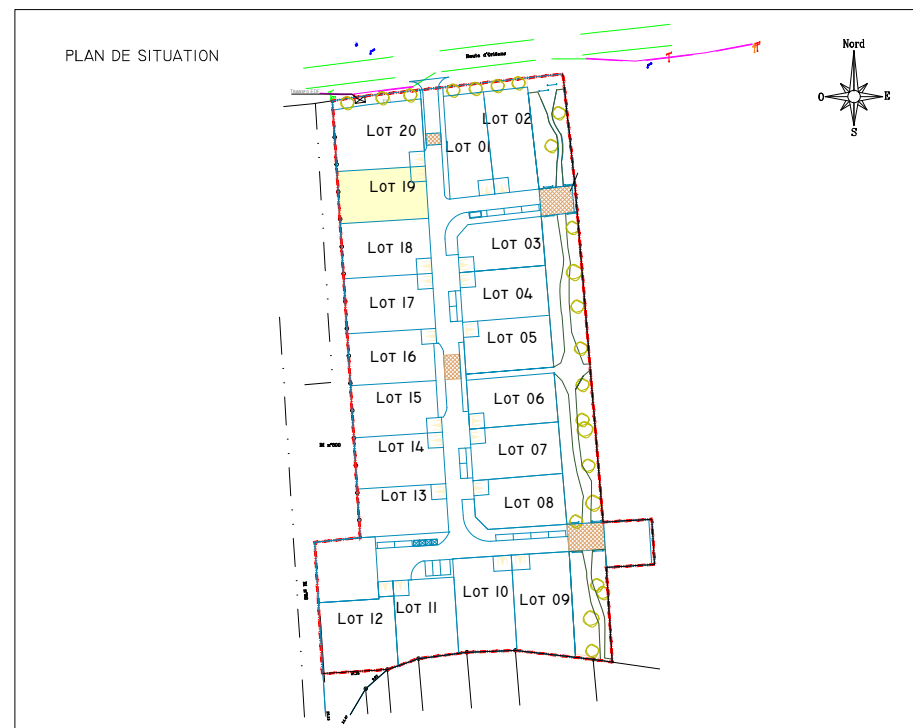 PLAN DE SITUATION
Route d'Orléans
Nord
O
E
S
LOT 20
LOT 01
LOT 02
LOT 19
LOT 18
LOT 03
LOT 17
LOT 04
LOT 16
LOT 05
LOT 15
LOT 06
LOT 14
LOT 07
LOT 13
LOT 08
LOT 12
LOT 11
LOT 10
LOT 09